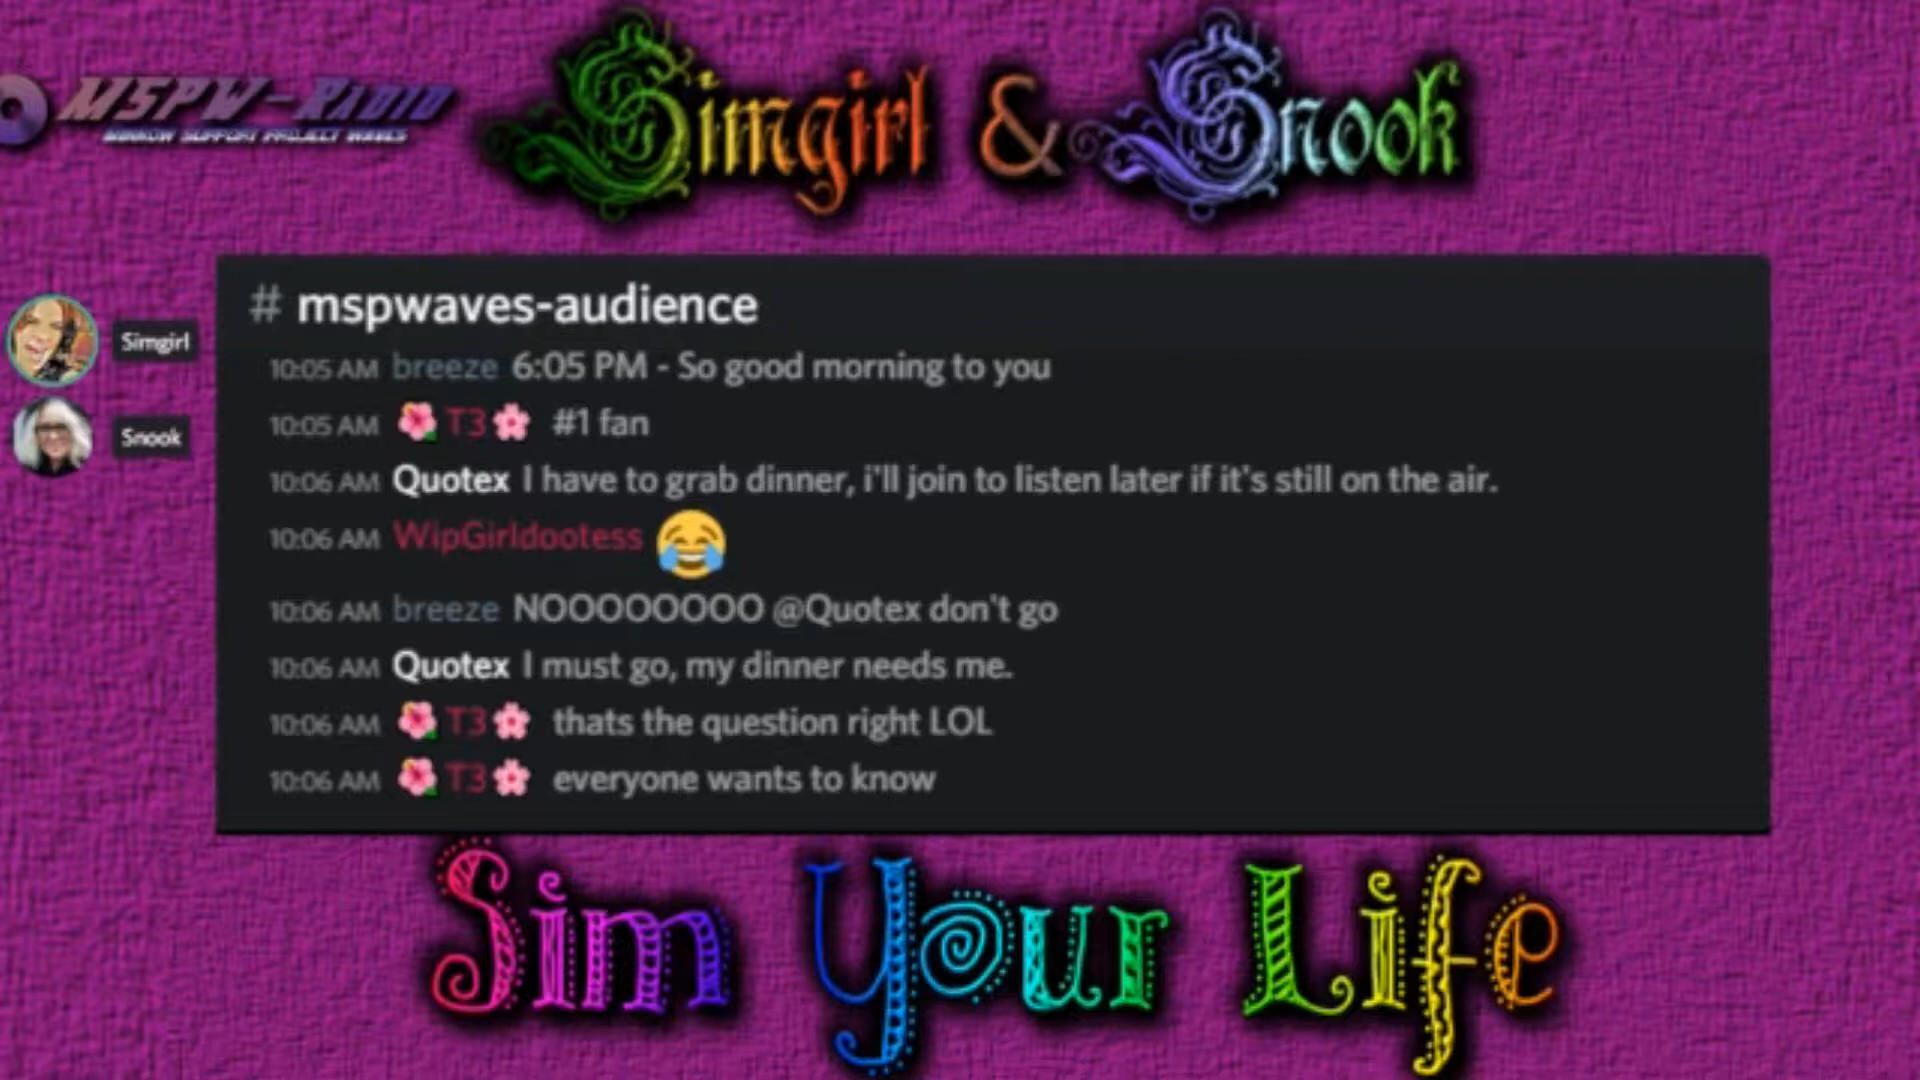 MSPW-Radio
MINNOW SUPPORT PROJECT WAVES
Simgirl & Snook
# mspwaves-audience
Simgirl
Snook
10:05 AM breeze 6:05 PM - So good morning to you
10:05 AM 🌺 T3🌸 #1 fan
10:06 AM Quotex I have to grab dinner, i'll join to listen later if it's still on the air.
10:06 AM WipGirldootess 😂
10:06 AM breeze NOOOOOOOO @Quotex don't go
10:06 AM Quotex I must go, my dinner needs me.
10:06 AM 🌺 T3🌸 thats the question right LOL
10:06 AM 🌺 T3🌸 everyone wants to know
Sim Your Life